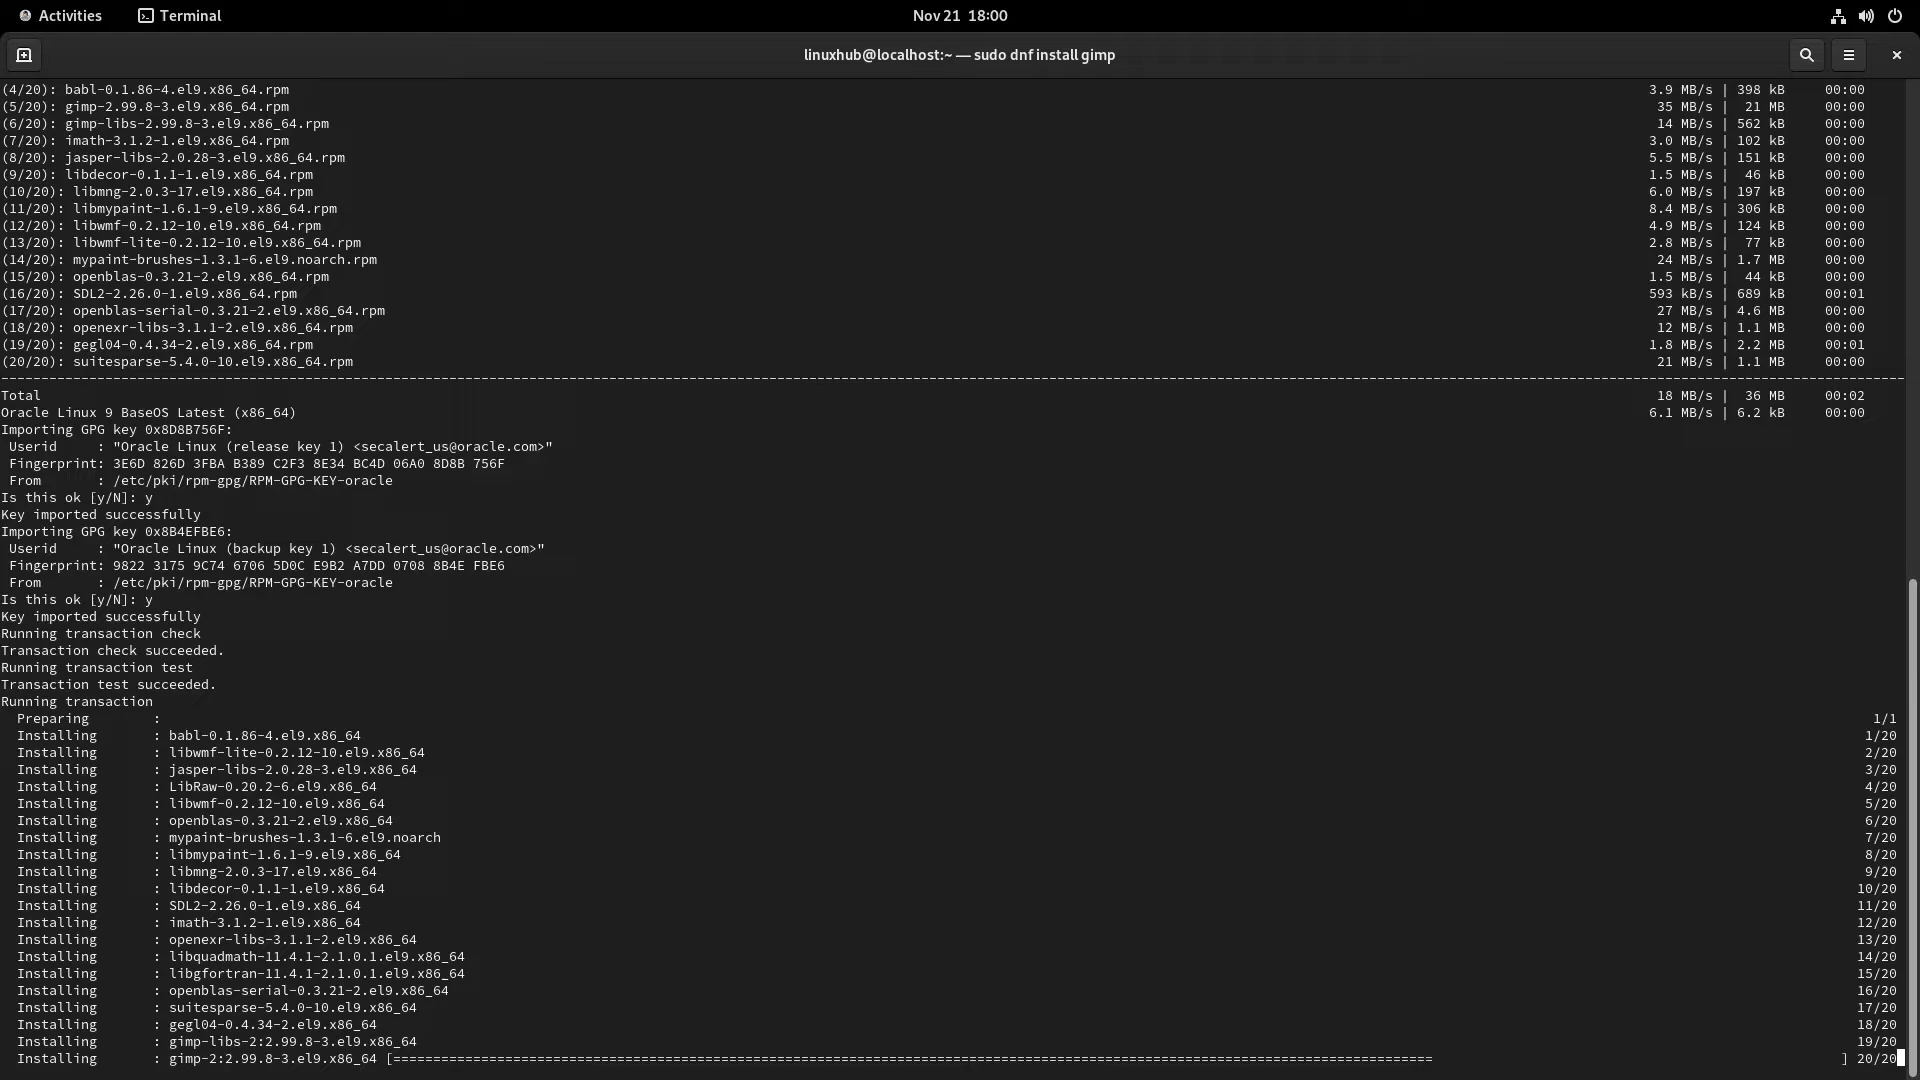 Activities Terminal Nov 21 18:00
linuxhub@localhost:~ — sudo dnf install gimp
(4/20): babl-0.1.86-4.el9.x86_64.rpm 3.9 MB/s | 398 kB 00:00
(5/20): gimp-2.99.8-3.el9.x86_64.rpm 35 MB/s | 21 MB 00:00
(6/20): gimp-libs-2.99.8-3.el9.x86_64.rpm 14 MB/s | 562 kB 00:00
(7/20): imath-3.1.2-1.el9.x86_64.rpm 3.0 MB/s | 102 kB 00:00
(8/20): jasper-libs-2.0.28-3.el9.x86_64.rpm 5.5 MB/s | 151 kB 00:00
(9/20): libdecor-0.1.1-1.el9.x86_64.rpm 1.5 MB/s | 46 kB 00:00
(10/20): libmng-2.0.3-17.el9.x86_64.rpm 6.0 MB/s | 197 kB 00:00
(11/20): libmypaint-1.6.1-9.el9.x86_64.rpm 8.4 MB/s | 306 kB 00:00
(12/20): libwmf-0.2.12-10.el9.x86_64.rpm 4.9 MB/s | 124 kB 00:00
(13/20): libwmf-lite-0.2.12-10.el9.x86_64.rpm 2.8 MB/s | 77 kB 00:00
(14/20): mypaint-brushes-1.3.1-6.el9.noarch.rpm 24 MB/s | 1.7 MB 00:00
(15/20): openblas-0.3.21-2.el9.x86_64.rpm 1.5 MB/s | 44 kB 00:00
(16/20): SDL2-2.26.0-1.el9.x86_64.rpm 593 kB/s | 689 kB 00:01
(17/20): openblas-serial-0.3.21-2.el9.x86_64.rpm 27 MB/s | 4.6 MB 00:00
(18/20): openexr-libs-3.1.1-2.el9.x86_64.rpm 12 MB/s | 1.1 MB 00:00
(19/20): gegl04-0.4.34-2.el9.x86_64.rpm 1.8 MB/s | 2.2 MB 00:01
(20/20): suitesparse-5.4.0-10.el9.x86_64.rpm 21 MB/s | 1.1 MB 00:00
Total 18 MB/s | 36 MB 00:02
Oracle Linux 9 BaseOS Latest (x86_64) 6.1 MB/s | 6.2 kB 00:00
Importing GPG key 0x8D8B756F:
Userid : "Oracle Linux (release key 1) <secalert_us@oracle.com>"
Fingerprint: 3E6D 826D 3FBA B389 C2F3 8E34 BC4D 06A0 8D8B 756F
From : /etc/pki/rpm-gpg/RPM-GPG-KEY-oracle
Is this ok [y/N]: y
Key imported successfully
Importing GPG key 0x8B4EFBE6:
Userid : "Oracle Linux (backup key 1) <secalert_us@oracle.com>"
Fingerprint: 9822 3175 9C74 6706 5D0C E9B2 A7DD 0708 8B4E FBE6
From : /etc/pki/rpm-gpg/RPM-GPG-KEY-oracle
Is this ok [y/N]: y
Key imported successfully
Running transaction check
Transaction check succeeded.
Running transaction test
Transaction test succeeded.
Running transaction
Preparing : 1/1
Installing : babl-0.1.86-4.el9.x86_64 1/20
Installing : libwmf-lite-0.2.12-10.el9.x86_64 2/20
Installing : jasper-libs-2.0.28-3.el9.x86_64 3/20
Installing : LibRaw-0.20.2-6.el9.x86_64 4/20
Installing : libwmf-0.2.12-10.el9.x86_64 5/20
Installing : openblas-0.3.21-2.el9.x86_64 6/20
Installing : mypaint-brushes-1.3.1-6.el9.noarch 7/20
Installing : libmypaint-1.6.1-9.el9.x86_64 8/20
Installing : libmng-2.0.3-17.el9.x86_64 9/20
Installing : libdecor-0.1.1-1.el9.x86_64 10/20
Installing : SDL2-2.26.0-1.el9.x86_64 11/20
Installing : imath-3.1.2-1.el9.x86_64 12/20
Installing : openexr-libs-3.1.1-2.el9.x86_64 13/20
Installing : libquadmath-11.4.1-2.1.0.1.el9.x86_64 14/20
Installing : libgfortran-11.4.1-2.1.0.1.el9.x86_64 15/20
Installing : openblas-serial-0.3.21-2.el9.x86_64 16/20
Installing : suitesparse-5.4.0-10.el9.x86_64 17/20
Installing : gegl04-0.4.34-2.el9.x86_64 18/20
Installing : gimp-libs-2:2.99.8-3.el9.x86_64 19/20
Installing : gimp-2:2.99.8-3.el9.x86_64 [================================================================================================================================== ] 20/20